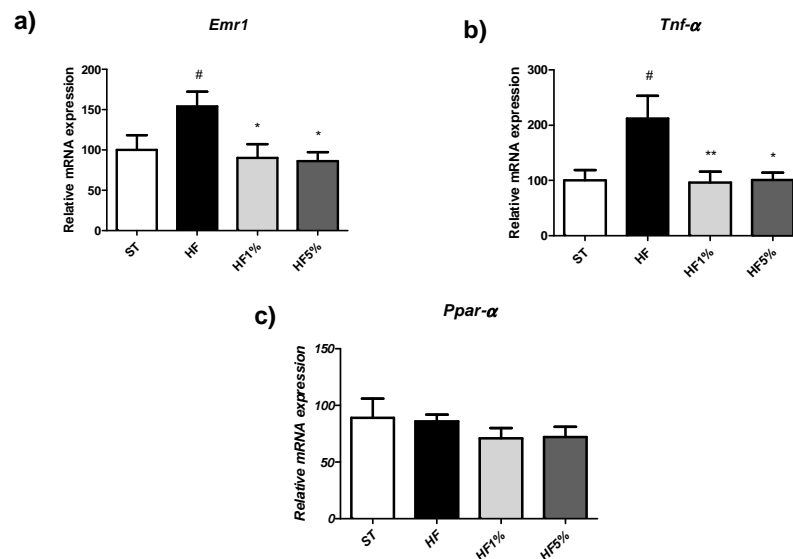 a)
Emr1
Relative mRNA expression
200
150
100
50
0
#
*
*
ST
HF
HF1%
HF5%
b)
Tnf-α
Relative mRNA expression
300
200
100
0
#
**
*
ST
HF
HF1%
HF5%
c)
Ppar-α
Relative mRNA expression
150
100
50
0
ST
HF
HF1%
HF5%